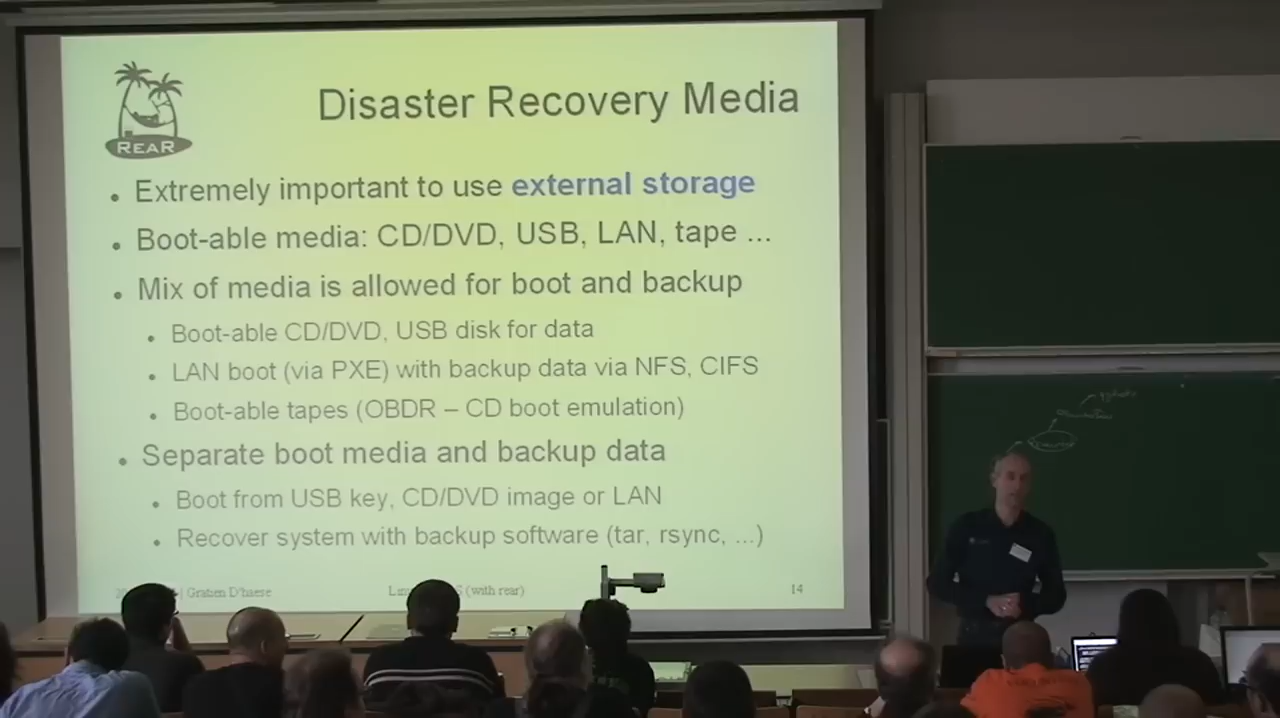 REAR
Disaster Recovery Media
• Extremely important to use external storage
• Boot-able media: CD/DVD, USB, LAN, tape ...
• Mix of media is allowed for boot and backup
• Boot-able CD/DVD, USB disk for data
• LAN boot (via PXE) with backup data via NFS, CIFS
• Boot-able tapes (OBDR – CD boot emulation)
• Separate boot media and backup data
• Boot from USB key, CD/DVD image or LAN
• Recover system with backup software (tar, rsync, ...)
| Gratien D'haese
(with rear)
14